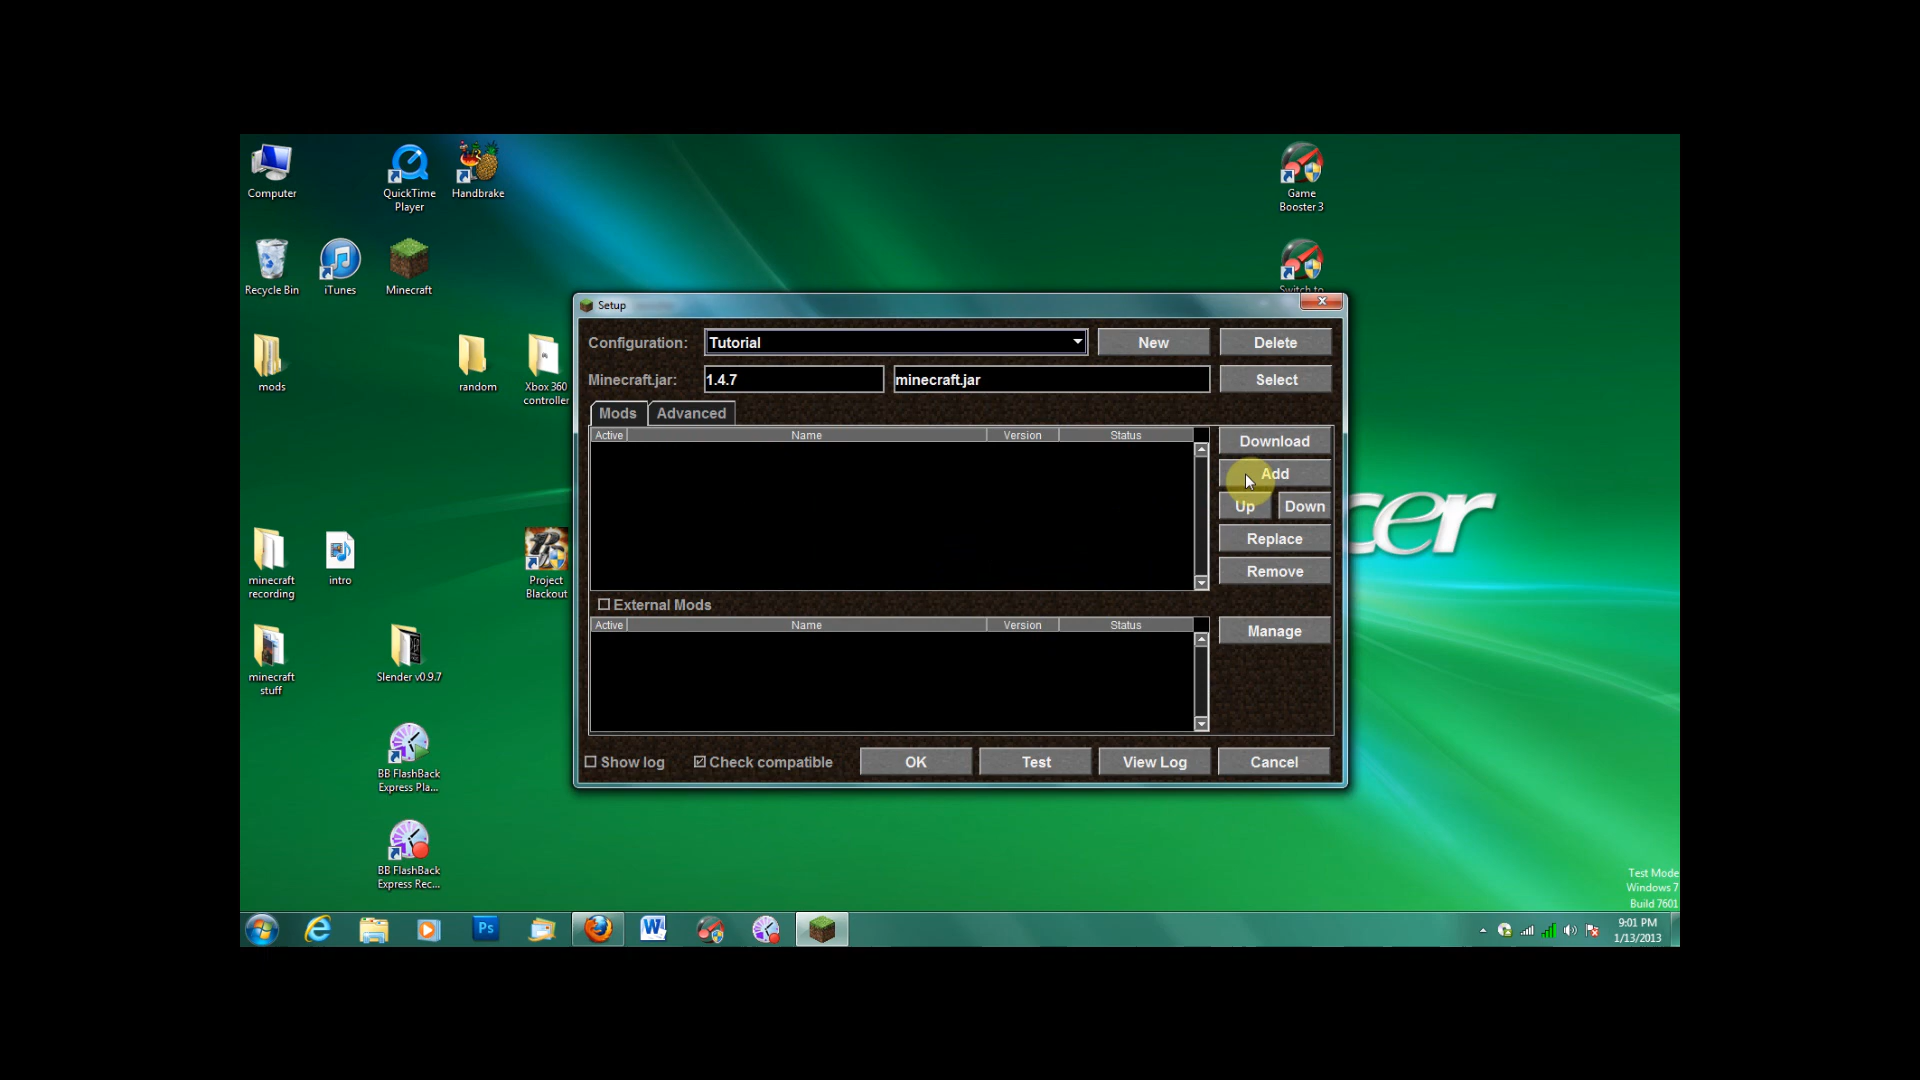 Computer
QuickTime
Player
Handbrake
Game
Booster 3
Recycle Bin
iTunes
Minecraft
Switch to
mods
random
Xbox 360
controller
minecraft
recording
intro
Project
Blackout
minecraft
stuff
Slender v0.9.7
BB FlashBack
Express Pla...
BB FlashBack
Express Rec...
Setup
Configuration: Tutorial New Delete
Minecraft.jar: 1.4.7 minecraft.jar Select
Mods Advanced
Active Name Version Status
Download
Add
Up Down
Replace
Remove
External Mods
Active Name Version Status
Manage
Show log Check compatible OK Test View Log Cancel
cer
Test Mode
Windows 7
Build 7601
Ps
W
9:01 PM
1/13/2013